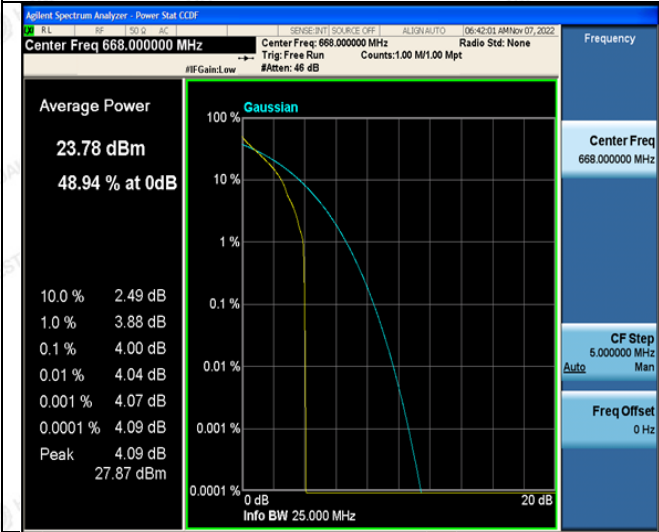 Agilent Spectrum Analyzer - Power Stat CCDF
RL RF 50 Ω AC SENSE:INT SOURCE OFF ALIGN AUTO 06:42:01 AM Nov 07, 2022
Center Freq 668.000000 MHz
Center Freq: 668.000000 MHz Radio Std: None
Trig: Free Run Counts:1.00 M/1.00 Mpt
#IFGain:Low #Atten: 46 dB
Average Power
23.78 dBm
48.94 % at 0dB
10.0 % 2.49 dB
1.0 % 3.88 dB
0.1 % 4.00 dB
0.01 % 4.04 dB
0.001 % 4.07 dB
0.0001 % 4.09 dB
Peak 4.09 dB
27.87 dBm
Gaussian
100 %
10 %
1 %
0.1 %
0.01 %
0.001 %
0.0001 %
0 dB 20 dB
Info BW 25.000 MHz
Frequency
Center Freq
668.000000 MHz
CF Step
5.000000 MHz
Auto Man
Freq Offset
0 Hz